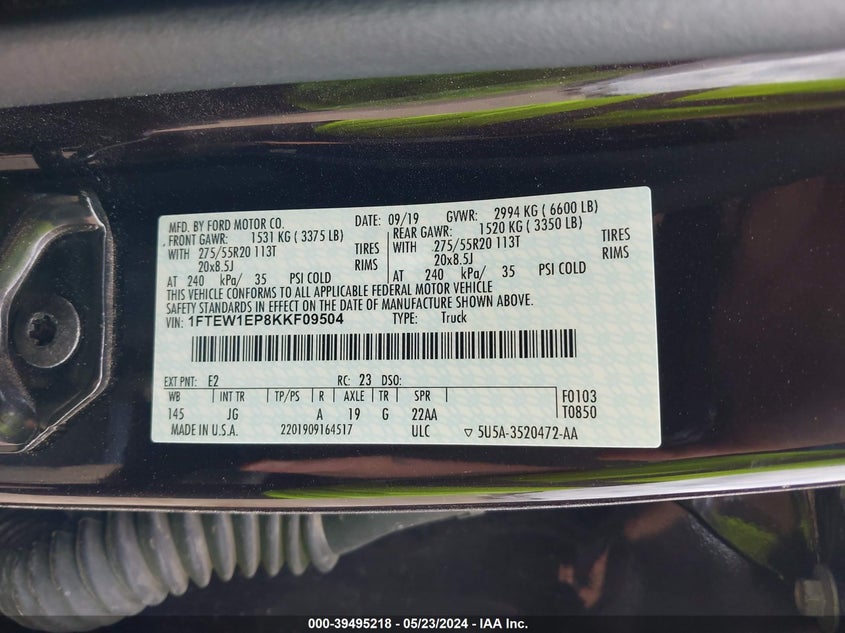 MFD. BY FORD MOTOR CO. DATE: 09/19 GVWR: 2994 KG ( 6600 LB)
FRONT GAWR: 1531 KG ( 3375 LB) REAR GAWR: 1520 KG ( 3350 LB)
WITH 275/55R20 113T TIRES WITH 275/55R20 113T TIRES
20x8.5J RIMS 20x8.5J RIMS
AT 240 kPa/ 35 PSI COLD AT 240 kPa/ 35 PSI COLD
THIS VEHICLE CONFORMS TO ALL APPLICABLE FEDERAL MOTOR VEHICLE
SAFETY STANDARDS IN EFFECT ON THE DATE OF MANUFACTURE SHOWN ABOVE.
VIN: 1FTEW1EP8KKF09504 TYPE: Truck
EXT PNT: E2 RC: 23 DSO:
WB INT TR TP/PS R AXLE TR SPR F0103
145 JG A 19 G 22AA T0850
MADE IN U.S.A. 2201909164517 ULC ▽ 5U5A-3520472-AA
000-39495218 - 05/23/2024 - IAA Inc.